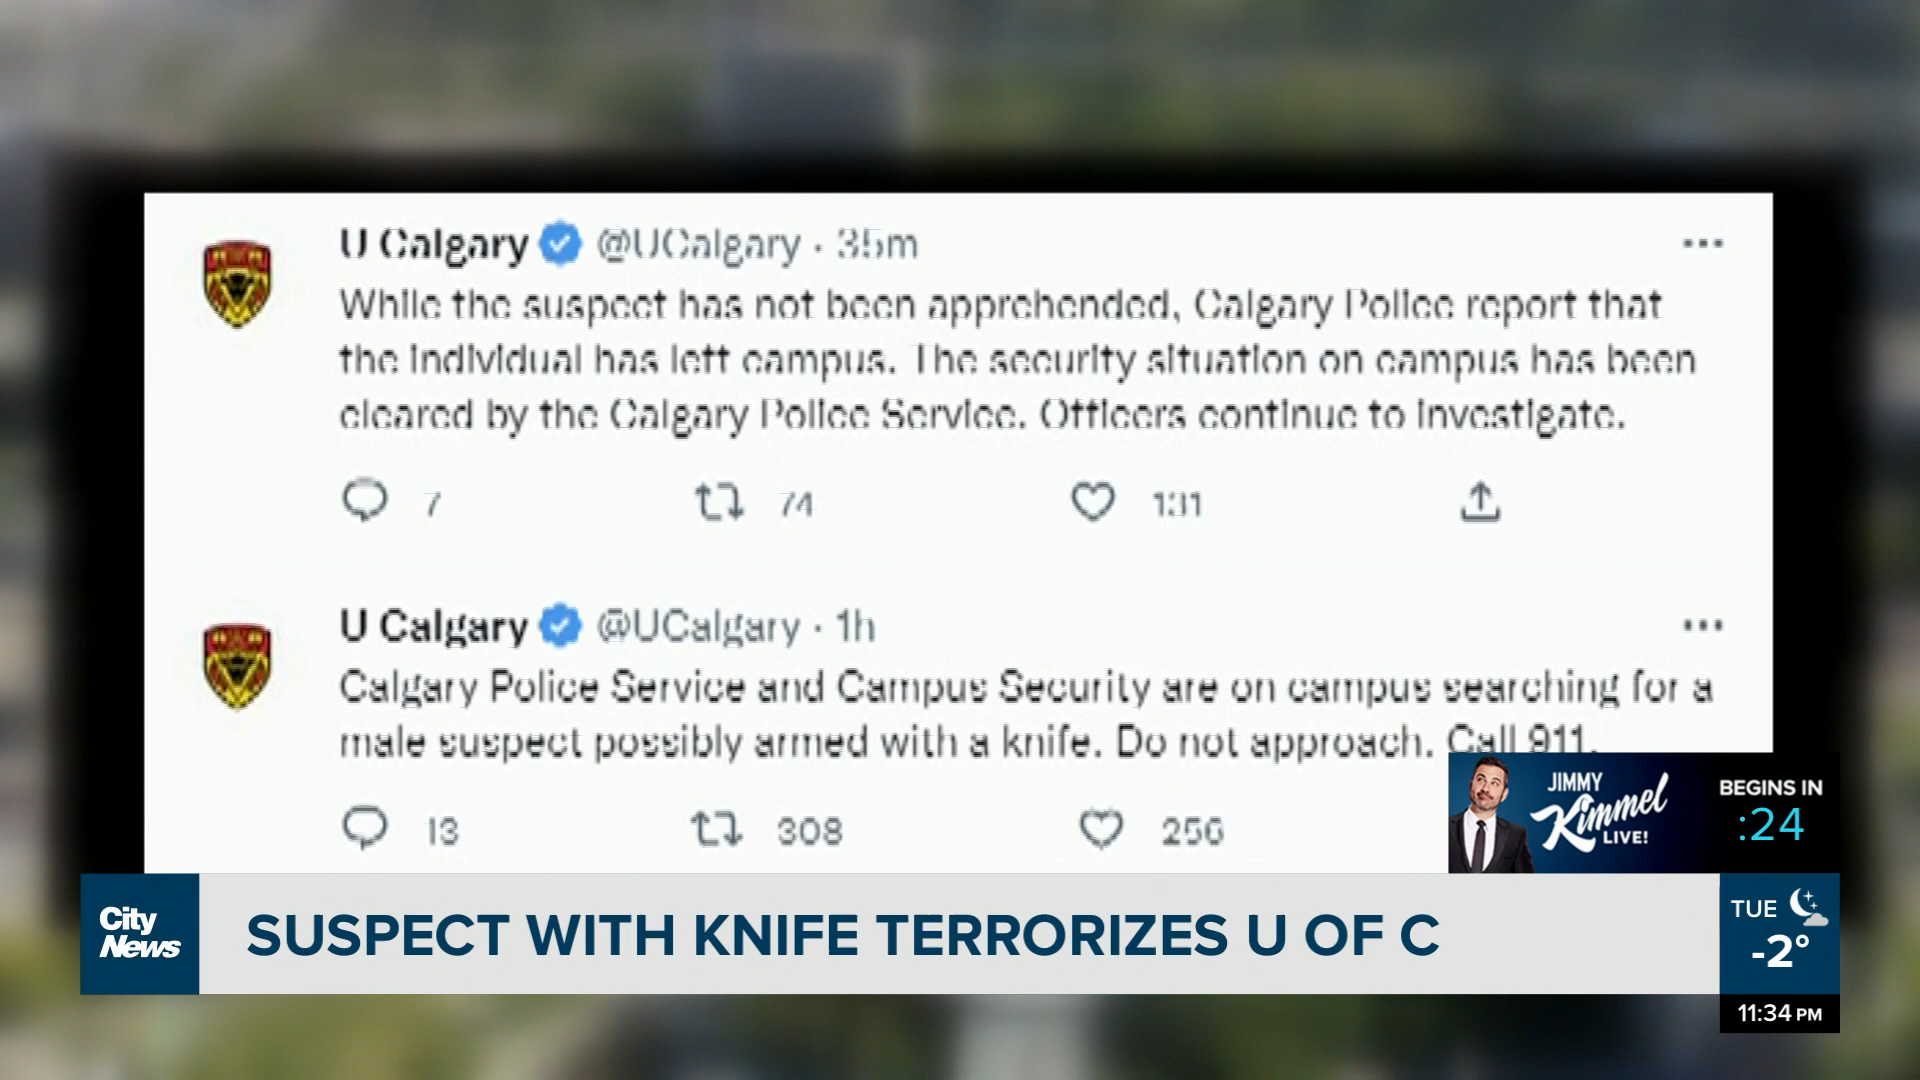 U Calgary @UCalgary · 35m
While the suspect has not been apprehended, Calgary Police report that
the individual has left campus. The security situation on campus has been
cleared by the Calgary Police Service. Officers continue to investigate.
7 74 131
U Calgary @UCalgary · 1h
Calgary Police Service and Campus Security are on campus searching for a
male suspect possibly armed with a knife. Do not approach. Call 911.
13 308 256
JIMMY
Kimmel
LIVE!
BEGINS IN
:24
City
News
SUSPECT WITH KNIFE TERRORIZES U OF C
TUE
-2°
11:34 PM